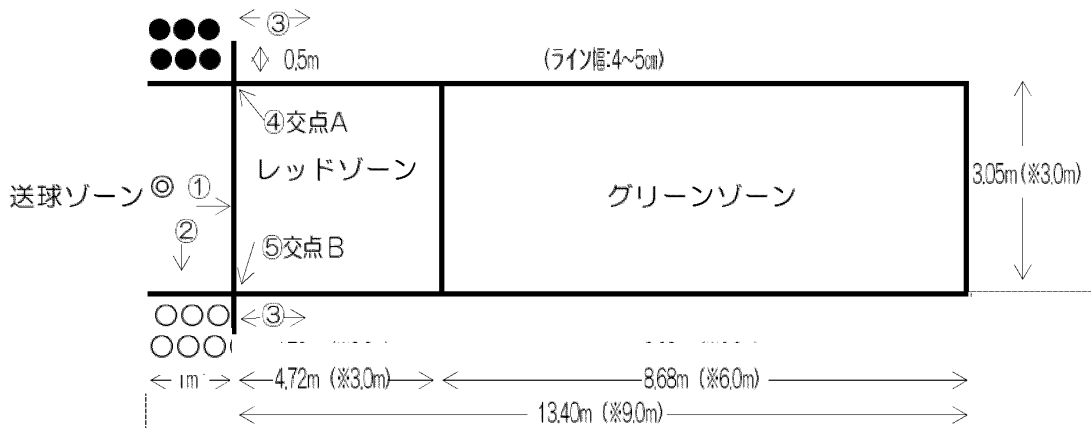 ③
0.5m
(ライン幅:4~5㎝)
④交点A
レッドゾーン
送球ゾーン
①
グリーンゾーン
3.05m(※3.0m)
②
⑤交点B
③
1m
4.72m (※3.0m)
8.68m (※6.0m)
13.40m (※9.0m)